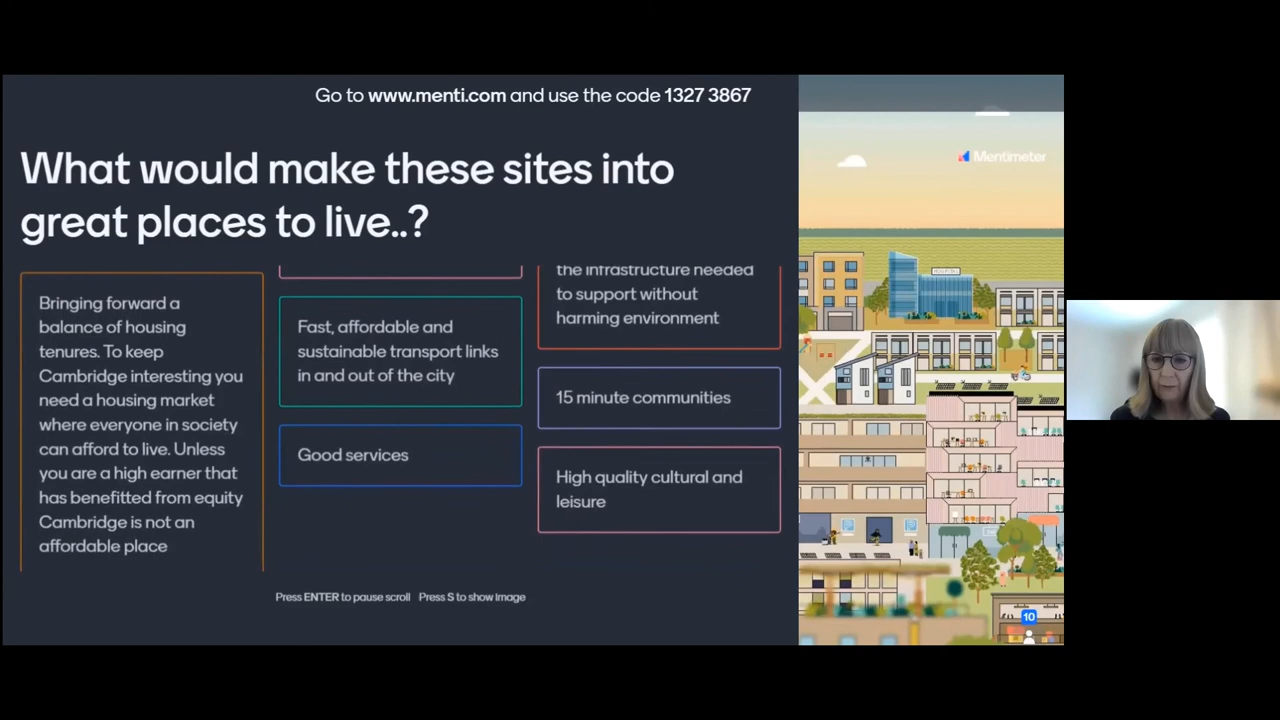 Go to www.menti.com and use the code 1327 3867
Mentimeter
What would make these sites into
great places to live..?
Bringing forward a
balance of housing
tenures. To keep
Cambridge interesting you
need a housing market
where everyone in society
can afford to live. Unless
you are a high earner that
has benefitted from equity
Cambridge is not an
affordable place
Fast, affordable and
sustainable transport links
in and out of the city
Good services
the infrastructure needed
to support without
harming environment
15 minute communities
High quality cultural and
leisure
Press ENTER to pause scroll Press S to show image
HOSPITAL
10